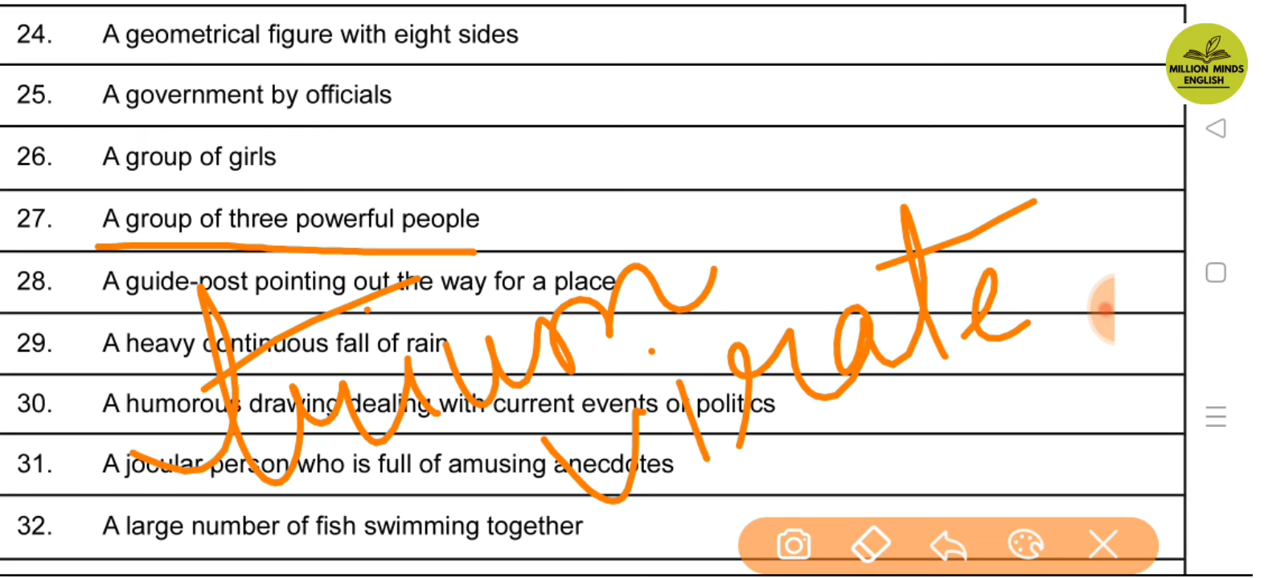 24. A geometrical figure with eight sides
MILLION MINDS
ENGLISH
25. A government by officials
26. A group of girls
27. A group of three powerful people
28. A guide-post pointing out the way for a place
29. A heavy continuous fall of rain
30. A humorous drawing dealing with current events or politics
31. A jocular person who is full of amusing anecdotes
32. A large number of fish swimming together
triumvirate